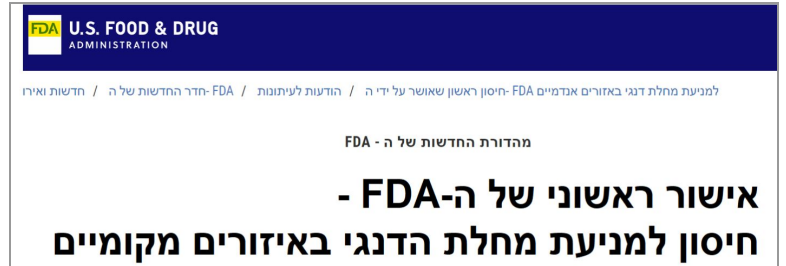 FDA U.S. FOOD & DRUG
ADMINISTRATION
למניעת מחלת דנגי באזורים אנדמיים FDA -חיסון ראשון שאושר על ידי ה / הודעות לעיתונות / FDA -חדר החדשות של ה / חדשות ואירו
מהדורת החדשות של ה - FDA
אישור ראשוני של ה-FDA -
חיסון למניעת מחלת הדנגי באיזורים מקומיים